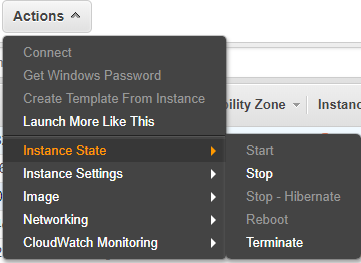 Actions
Connect
Get Windows Password
Create Template From Instance
Launch More Like This
bility Zone
Instanc
Instance State
Start
Instance Settings
Stop
Image
Stop - Hibernate
Networking
Reboot
CloudWatch Monitoring
Terminate